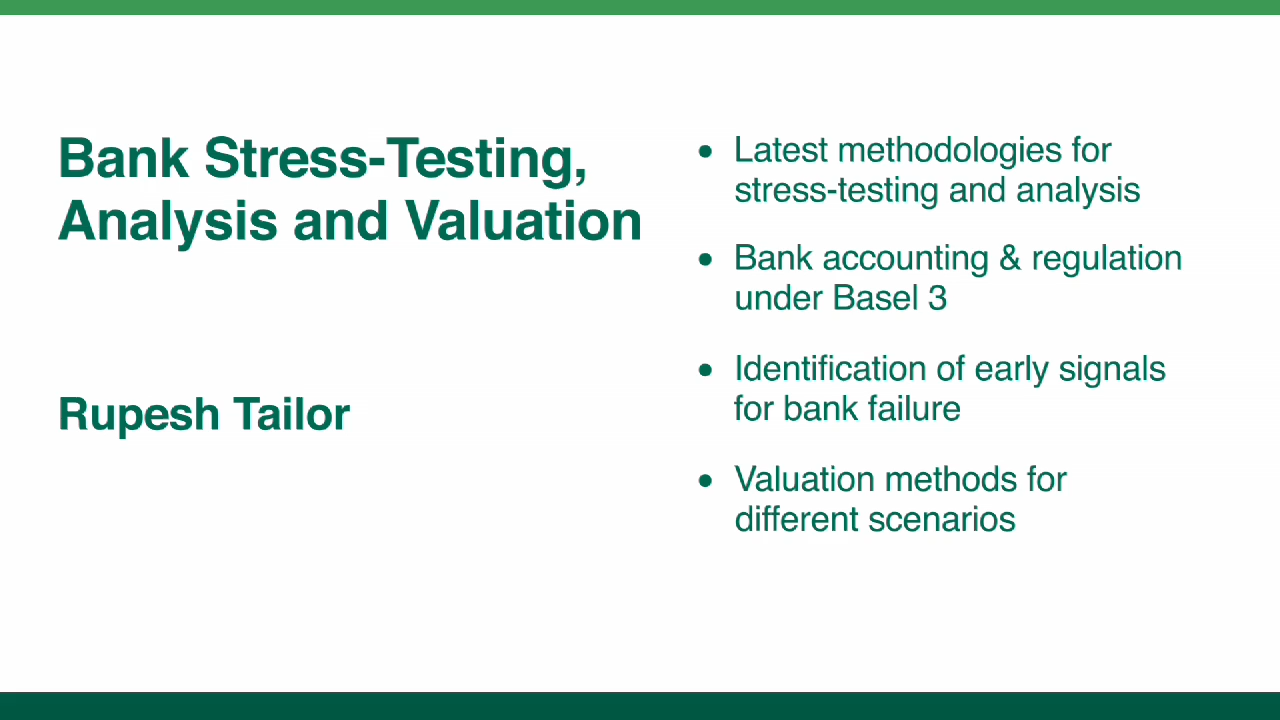 Bank Stress-Testing,
Analysis and Valuation
Rupesh Tailor
• Latest methodologies for
stress-testing and analysis
• Bank accounting & regulation
under Basel 3
• Identification of early signals
for bank failure
• Valuation methods for
different scenarios